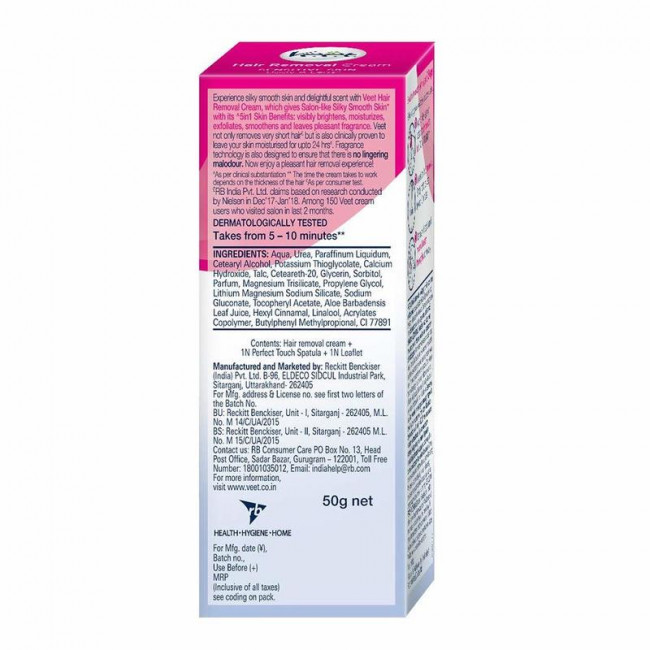 Veet
Hair Removal Cream
SENSITIVE SKIN
Experience silky smooth skin and delightful scent with Veet Hair
Removal Cream, which gives Salon-like Silky Smooth Skin*
with its ^5in1 Skin Benefits: visibly brightens, moisturizes,
exfoliates, smoothens and leaves pleasant fragrance. Veet
not only removes very short hair² but is also clinically proven to
leave your skin moisturised for upto 24 hrs¹. Fragrance
technology is also designed to ensure that there is no lingering
malodour. Now enjoy a pleasant hair removal experience!
¹As per clinical substantiation ** The time the cream takes to work
depends on the thickness of the hair ^As per consumer test.
RB India Pvt. Ltd. claims based on research conducted
by Nielsen in Dec'17-Jan'18. Among 150 Veet cream
users who visited salon in last 2 months.
DERMATOLOGICALLY TESTED
Takes from 5 – 10 minutes**
INGREDIENTS: Aqua, Urea, Paraffinum Liquidum,
Cetearyl Alcohol, Potassium Thioglycolate, Calcium
Hydroxide, Talc, Ceteareth-20, Glycerin, Sorbitol,
Parfum, Magnesium Trisilicate, Propylene Glycol,
Lithium Magnesium Sodium Silicate, Sodium
Gluconate, Tocopheryl Acetate, Aloe Barbadensis
Leaf Juice, Hexyl Cinnamal, Linalool, Acrylates
Copolymer, Butylphenyl Methylpropional, CI 77891
Contents: Hair removal cream +
1N Perfect Touch Spatula + 1N Leaflet
Manufactured and Marketed by: Reckitt Benckiser
(India) Pvt. Ltd. B-96, ELDECO SIDCUL Industrial Park,
Sitarganj, Uttarakhand- 262405
For Mfg. address & License no. see first two letters of
the Batch No.
BU: Reckitt Benckiser, Unit - I, Sitarganj - 262405, M.L.
No. M 14/C/UA/2015
BS: Reckitt Benckiser, Unit - II, Sitarganj - 262405, M.L.
No. M 15/C/UA/2015
Contact us: RB Consumer Care PO Box No. 13, Head
Post Office, Sadar Bazar, Gurugram – 122001, Toll Free
Number: 18001035012, Email: indiahelp@rb.com
For more information,
visit www.veet.co.in
50g net
rb
HEALTH•HYGIENE•HOME
For Mfg. date (¥),
Batch no.,
Use Before (+)
MRP
(Inclusive of all taxes)
see coding on pack.